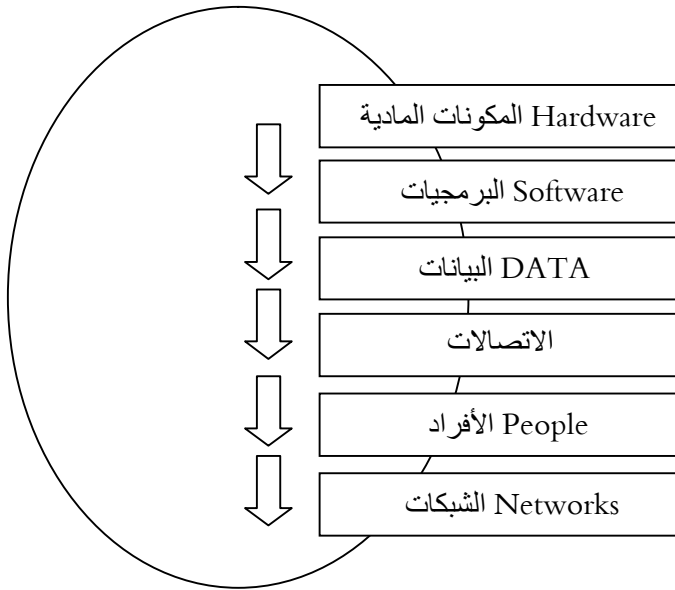 المكونات المادية Hardware
البرمجيات Software
البيانات DATA
الاتصالات
الأفراد People
الشبكات Networks